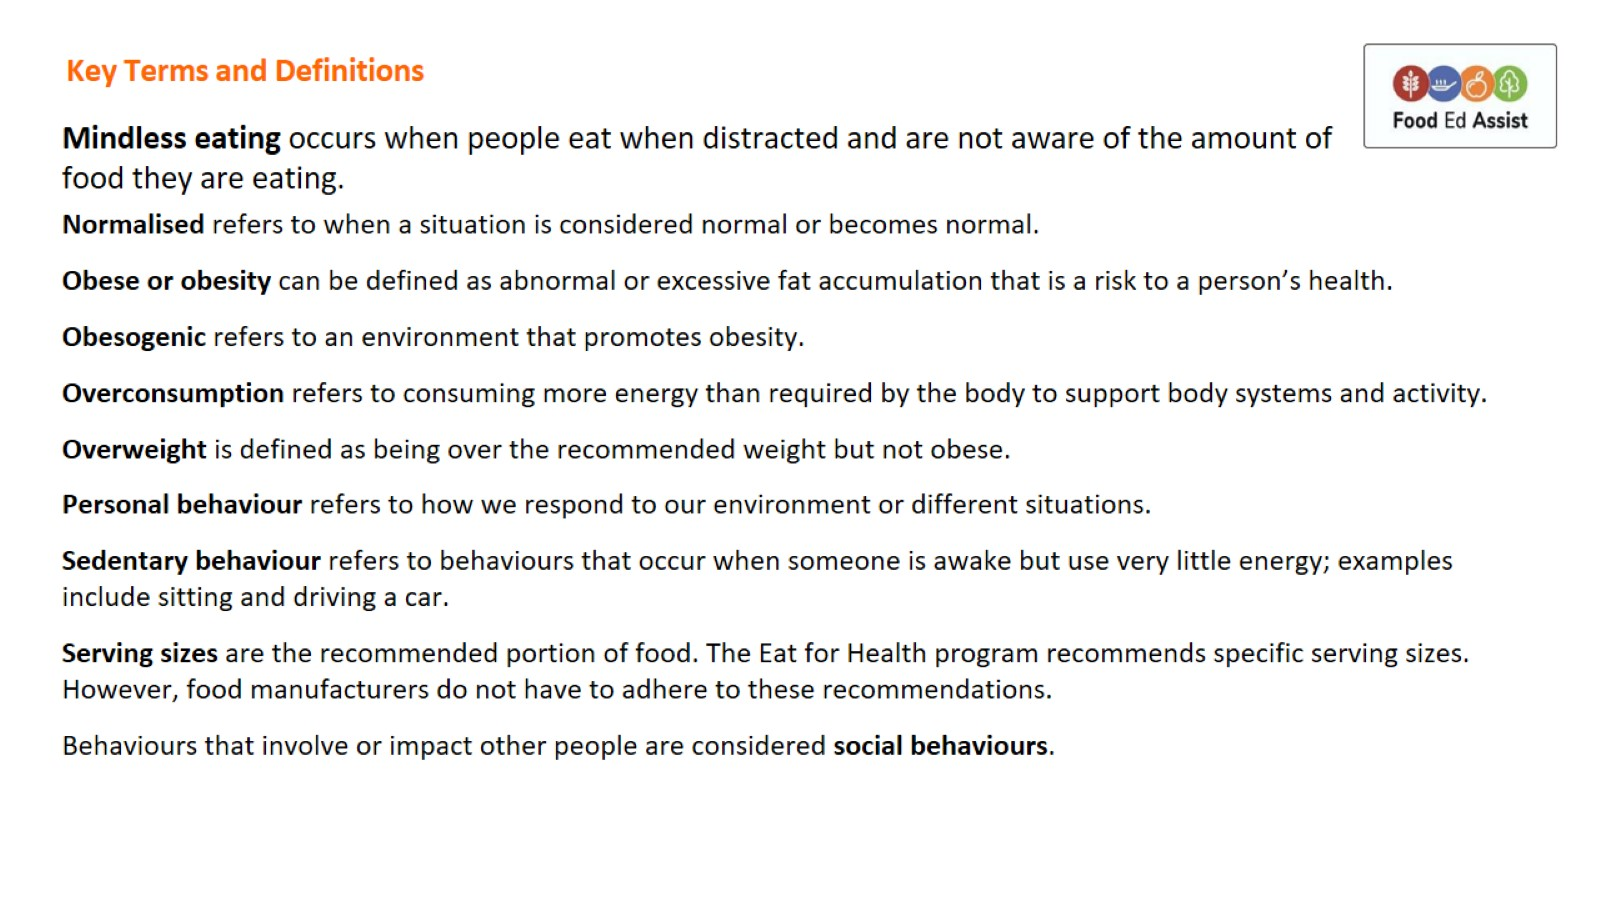 Key Terms and Definitions
Food Ed Assist
Mindless eating occurs when people eat when distracted and are not aware of the amount of
food they are eating.
Normalised refers to when a situation is considered normal or becomes normal.
Obese or obesity can be defined as abnormal or excessive fat accumulation that is a risk to a person’s health.
Obesogenic refers to an environment that promotes obesity.
Overconsumption refers to consuming more energy than required by the body to support body systems and activity.
Overweight is defined as being over the recommended weight but not obese.
Personal behaviour refers to how we respond to our environment or different situations.
Sedentary behaviour refers to behaviours that occur when someone is awake but use very little energy; examples
include sitting and driving a car.
Serving sizes are the recommended portion of food. The Eat for Health program recommends specific serving sizes.
However, food manufacturers do not have to adhere to these recommendations.
Behaviours that involve or impact other people are considered social behaviours.